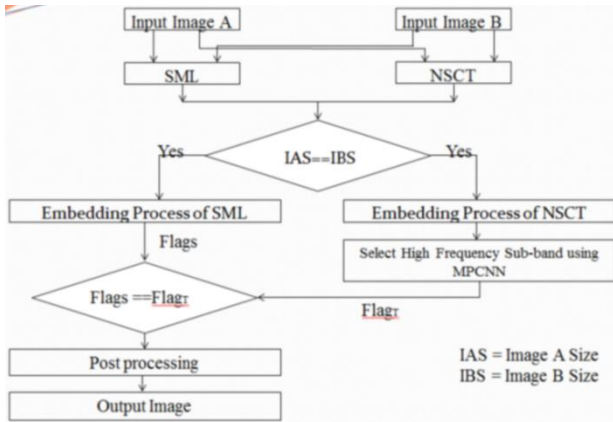 Input Image A
Input Image B
SML
NSCT
IAS==IBS
Yes
Yes
Embedding Process of SML
Embedding Process of NSCT
Flags
Select High Frequency Sub-band using
MPCNN
Flags ==FlagT
FlagT
Post processing
IAS = Image A Size
IBS = Image B Size
Output Image